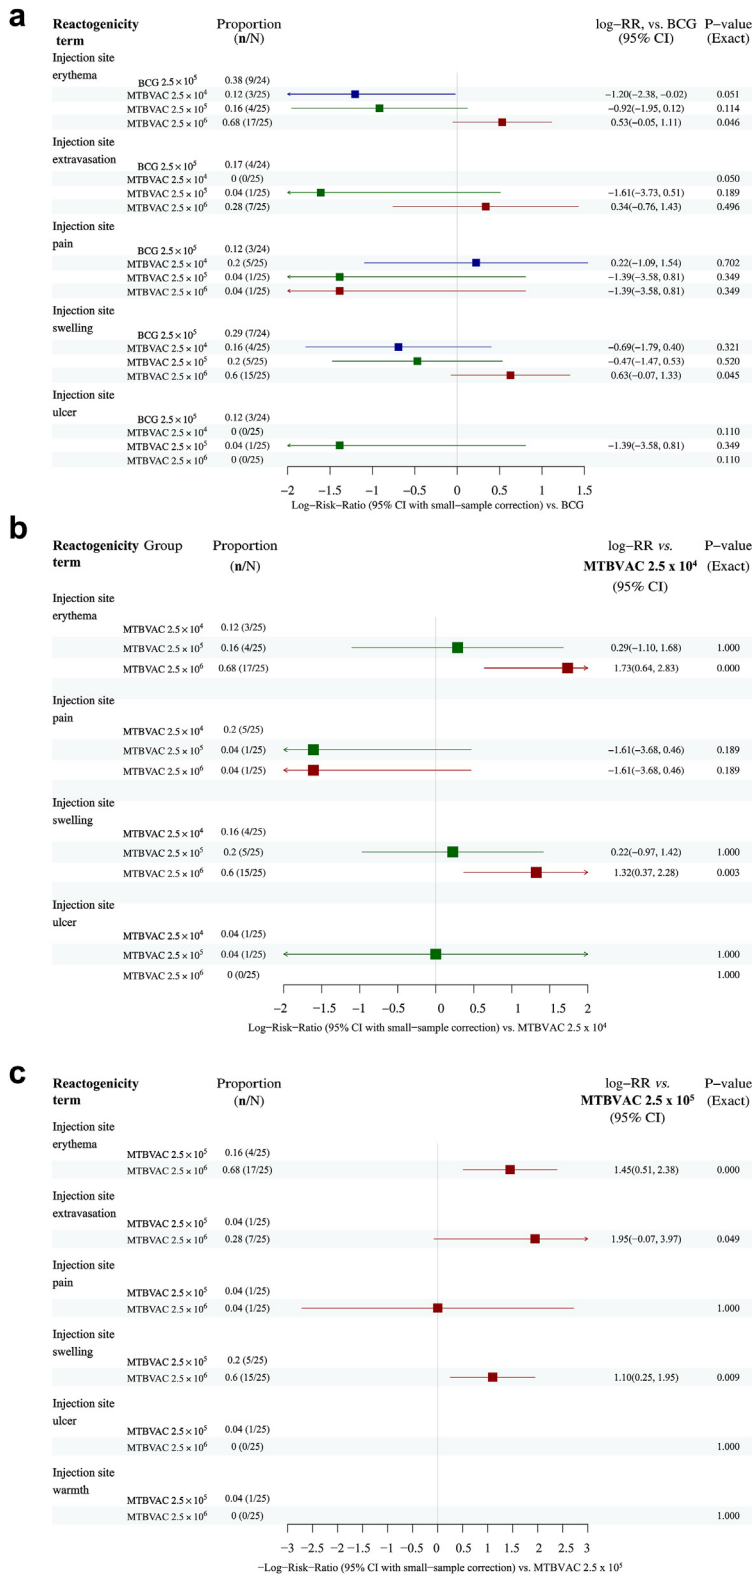 a
Reactogenicity Proportion log−RR, vs. BCG P−value
term (n/N) (95% CI) (Exact)
Injection site
erythema
BCG 2.5 × 10⁵ 0.38 (9/24)
MTBVAC 2.5 × 10⁴ 0.12 (3/25) −1.20(−2.38, −0.02) 0.051
MTBVAC 2.5 × 10⁵ 0.16 (4/25) −0.92(−1.95, 0.12) 0.114
MTBVAC 2.5 × 10⁶ 0.68 (17/25) 0.53(−0.05, 1.11) 0.046
Injection site
extravasation
BCG 2.5 × 10⁵ 0.17 (4/24)
MTBVAC 2.5 × 10⁴ 0 (0/25) 0.050
MTBVAC 2.5 × 10⁵ 0.04 (1/25) −1.61(−3.73, 0.51) 0.189
MTBVAC 2.5 × 10⁶ 0.28 (7/25) 0.34(−0.76, 1.43) 0.496
Injection site
pain
BCG 2.5 × 10⁵ 0.12 (3/24)
MTBVAC 2.5 × 10⁴ 0.2 (5/25) 0.22(−1.09, 1.54) 0.702
MTBVAC 2.5 × 10⁵ 0.04 (1/25) −1.39(−3.58, 0.81) 0.349
MTBVAC 2.5 × 10⁶ 0.04 (1/25) −1.39(−3.58, 0.81) 0.349
Injection site
swelling
BCG 2.5 × 10⁵ 0.29 (7/24)
MTBVAC 2.5 × 10⁴ 0.16 (4/25) −0.69(−1.79, 0.40) 0.321
MTBVAC 2.5 × 10⁵ 0.2 (5/25) −0.47(−1.47, 0.53) 0.520
MTBVAC 2.5 × 10⁶ 0.6 (15/25) 0.63(−0.07, 1.33) 0.045
Injection site
ulcer
BCG 2.5 × 10⁵ 0.12 (3/24)
MTBVAC 2.5 × 10⁴ 0 (0/25) 0.110
MTBVAC 2.5 × 10⁵ 0.04 (1/25) −1.39(−3.58, 0.81) 0.349
MTBVAC 2.5 × 10⁶ 0 (0/25) 0.110
−2 −1.5 −1 −0.5 0 0.5 1 1.5
Log−Risk−Ratio (95% CI with small−sample correction) vs. BCG
b
Reactogenicity Group Proportion log−RR vs. P−value
term (n/N) MTBVAC 2.5 x 10⁴ (Exact)
(95% CI)
Injection site
erythema
MTBVAC 2.5 × 10⁴ 0.12 (3/25)
MTBVAC 2.5 × 10⁵ 0.16 (4/25) 0.29(−1.10, 1.68) 1.000
MTBVAC 2.5 × 10⁶ 0.68 (17/25) 1.73(0.64, 2.83) 0.000
Injection site
pain
MTBVAC 2.5 × 10⁴ 0.2 (5/25)
MTBVAC 2.5 × 10⁵ 0.04 (1/25) −1.61(−3.68, 0.46) 0.189
MTBVAC 2.5 × 10⁶ 0.04 (1/25) −1.61(−3.68, 0.46) 0.189
Injection site
swelling
MTBVAC 2.5 × 10⁴ 0.16 (4/25)
MTBVAC 2.5 × 10⁵ 0.2 (5/25) 0.22(−0.97, 1.42) 1.000
MTBVAC 2.5 × 10⁶ 0.6 (15/25) 1.32(0.37, 2.28) 0.003
Injection site
ulcer
MTBVAC 2.5 × 10⁴ 0.04 (1/25)
MTBVAC 2.5 × 10⁵ 0.04 (1/25) 1.000
MTBVAC 2.5 × 10⁶ 0 (0/25) 1.000
−2 −1.5 −1 −0.5 0 0.5 1 1.5 2
Log−Risk−Ratio (95% CI with small−sample correction) vs. MTBVAC 2.5 x 10⁴
c
Reactogenicity Proportion log−RR vs. P−value
term (n/N) MTBVAC 2.5 x 10⁵ (Exact)
(95% CI)
Injection site
erythema
MTBVAC 2.5 × 10⁵ 0.16 (4/25)
MTBVAC 2.5 × 10⁶ 0.68 (17/25) 1.45(0.51, 2.38) 0.000
Injection site
extravasation
MTBVAC 2.5 × 10⁵ 0.04 (1/25)
MTBVAC 2.5 × 10⁶ 0.28 (7/25) 1.95(−0.07, 3.97) 0.049
Injection site
pain
MTBVAC 2.5 × 10⁵ 0.04 (1/25)
MTBVAC 2.5 × 10⁶ 0.04 (1/25) 1.000
Injection site
swelling
MTBVAC 2.5 × 10⁵ 0.2 (5/25)
MTBVAC 2.5 × 10⁶ 0.6 (15/25) 1.10(0.25, 1.95) 0.009
Injection site
ulcer
MTBVAC 2.5 × 10⁵ 0.04 (1/25)
MTBVAC 2.5 × 10⁶ 0 (0/25) 1.000
Injection site
warmth
MTBVAC 2.5 × 10⁵ 0.04 (1/25)
MTBVAC 2.5 × 10⁶ 0 (0/25) 1.000
−3 −2.5 −2 −1.5 −1 −0.5 0 0.5 1 1.5 2 2.5 3
−Log−Risk−Ratio (95% CI with small−sample correction) vs. MTBVAC 2.5 x 10⁵